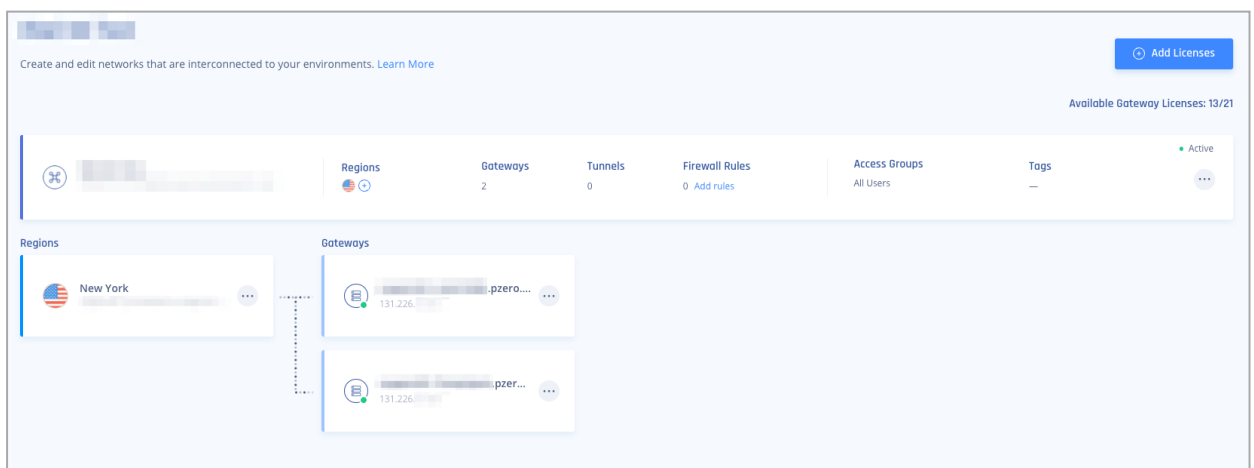 Create and edit networks that are interconnected to your environments. Learn More
Add Licenses
Available Gateway Licenses: 13/21
Active
Regions
Gateways
Tunnels
Firewall Rules
Access Groups
Tags
2
0
0 Add rules
All Users
—
Regions
Gateways
New York
.pzero....
131.226.
.pzer...
131.226.